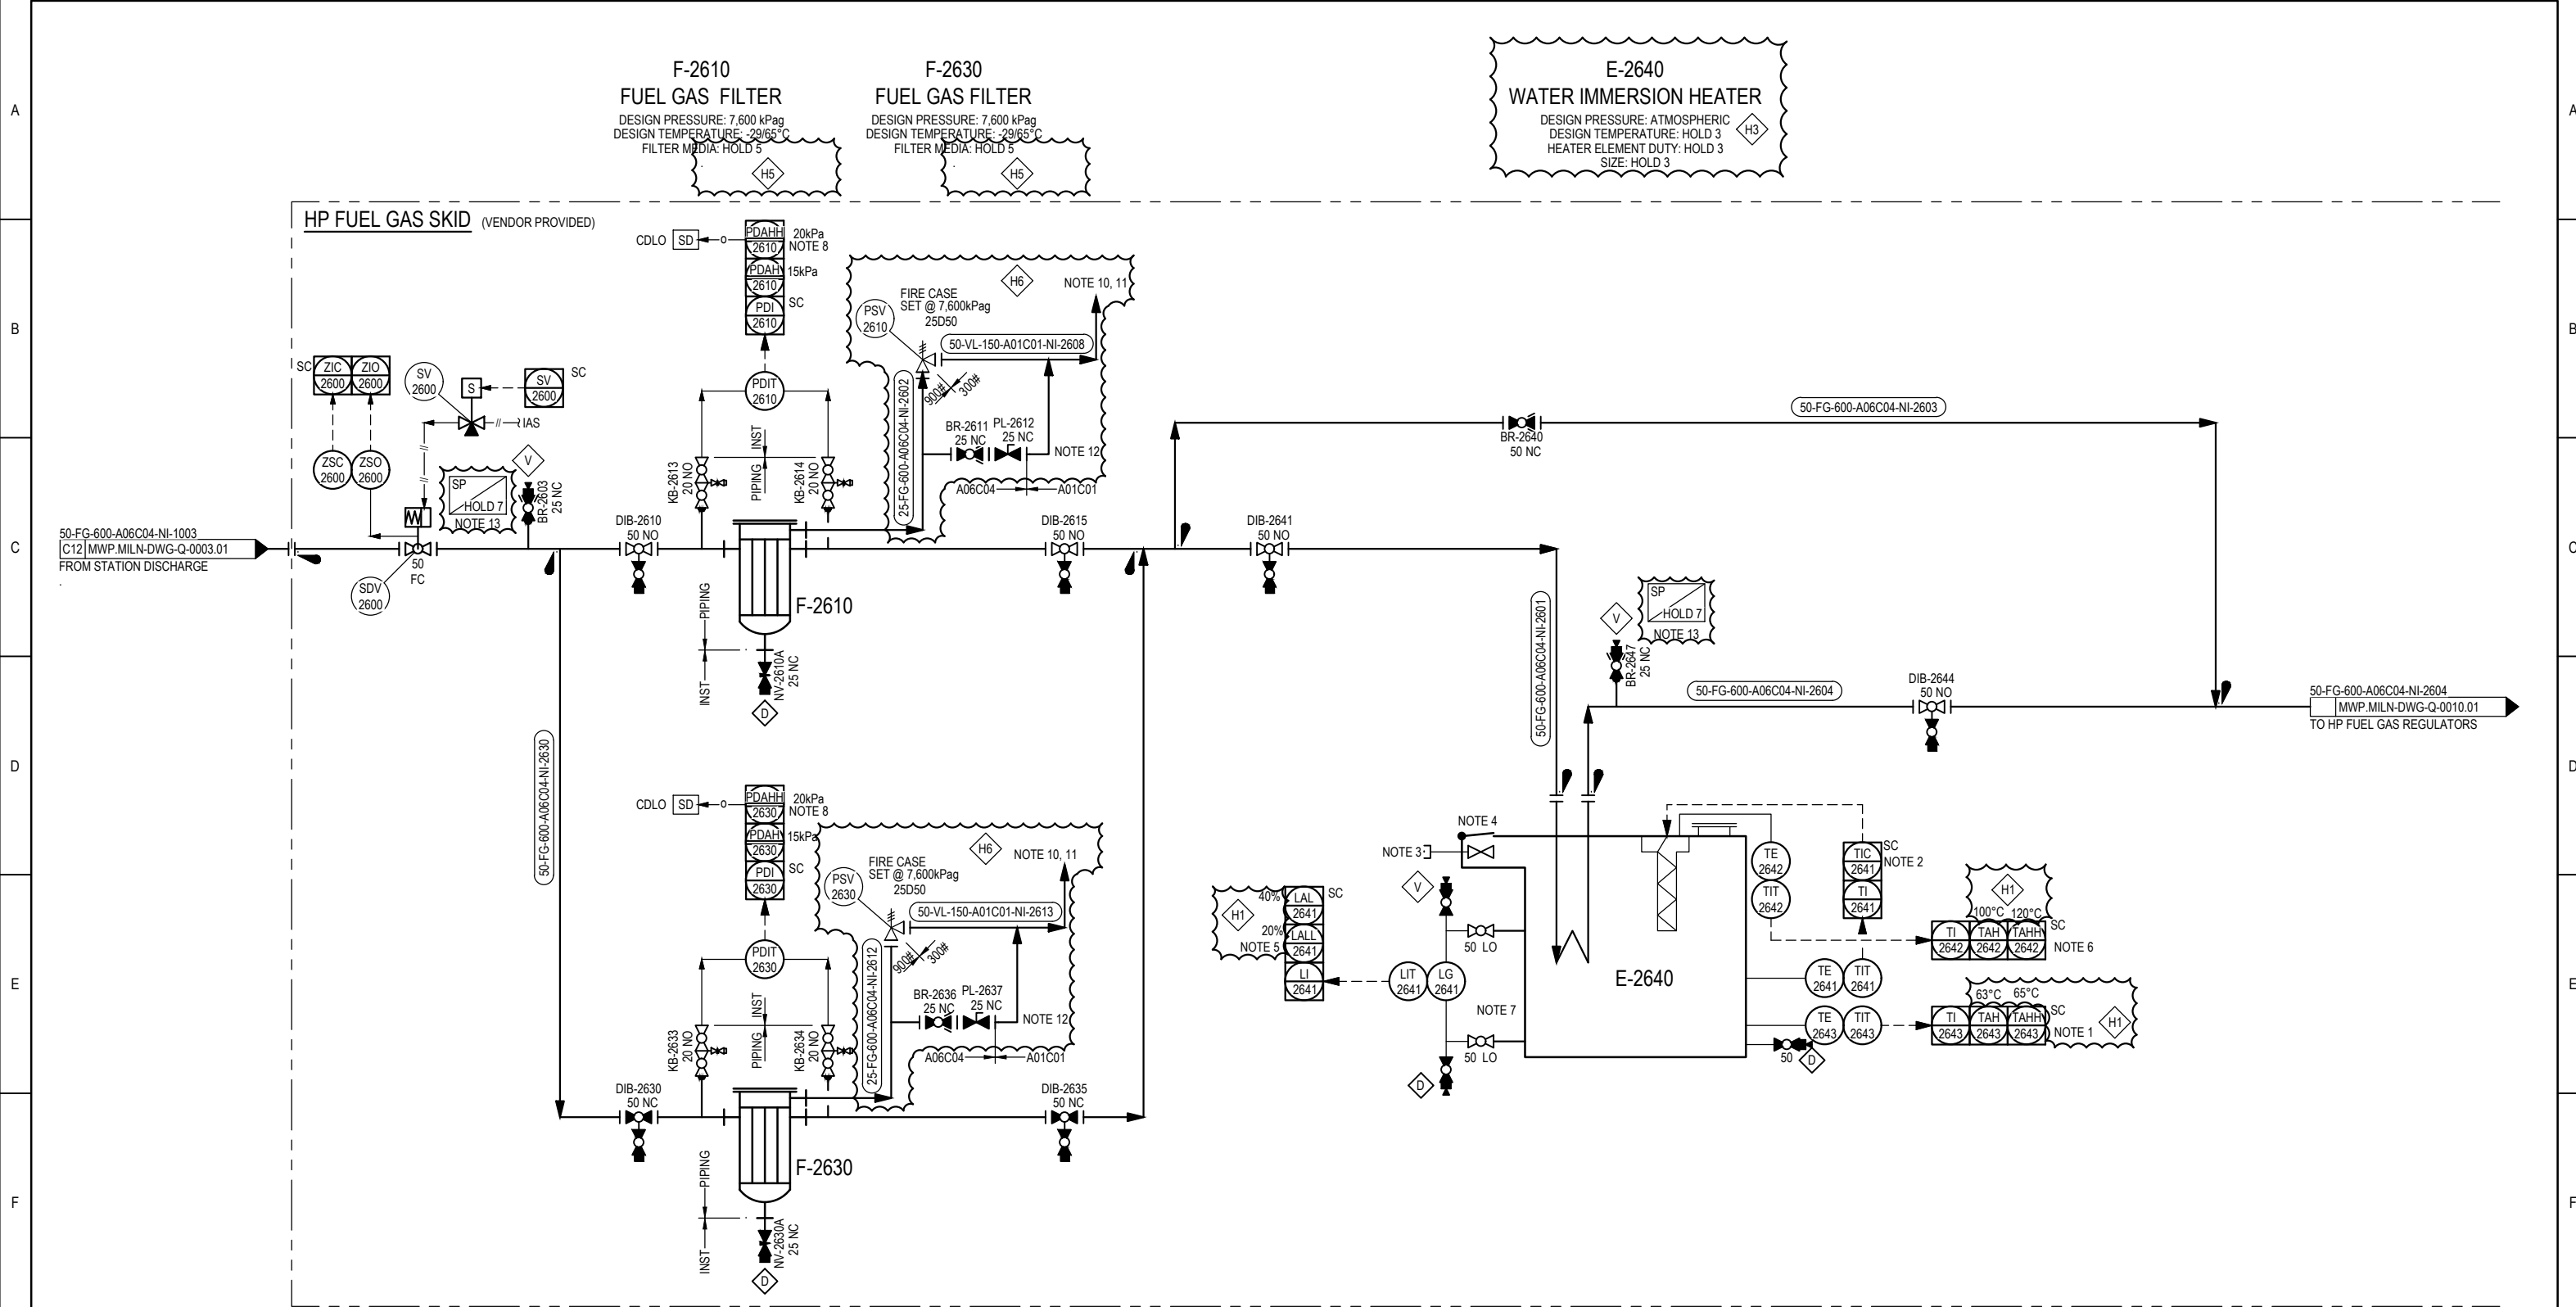 F-2610
FUEL GAS FILTER
DESIGN PRESSURE: 7,600 kPag
DESIGN TEMPERATURE: -29/65°C
FILTER MEDIA: HOLD 5
H5
F-2630
FUEL GAS FILTER
DESIGN PRESSURE: 7,600 kPag
DESIGN TEMPERATURE: -29/65°C
FILTER MEDIA: HOLD 5
H5
E-2640
WATER IMMERSION HEATER
DESIGN PRESSURE: ATMOSPHERIC
DESIGN TEMPERATURE: HOLD 3
HEATER ELEMENT DUTY: HOLD 3
SIZE: HOLD 3
H3
A
A
B
B
C
C
D
D
E
E
F
F
HP FUEL GAS SKID (VENDOR PROVIDED)
CDLO SD
PDAHH 2610
20kPa
NOTE 8
PDAH 2610
15kPa
PDI 2610
SC
PDIT 2610
PIPING INST
KB-2613
20 NO
KB-2614
20 NO
H6
NOTE 10, 11
FIRE CASE
SET @ 7,600kPag
25D50
PSV 2610
50-VL-150-A01C01-NI-2608
900# 300#
25-FG-600-A06C04-NI-2602
BR-2611
25 NC
PL-2612
25 NC
NOTE 12
A06C04 A01C01
SC
ZIC 2600
ZIO 2600
SV 2600
S
SV 2600
SC
IAS
ZSC 2600
ZSO 2600
SP
HOLD 7
NOTE 13
V
BR-2603
25 NC
50-FG-600-A06C04-NI-1003
C12 MWP.MILN-DWG-Q-0003.01
FROM STATION DISCHARGE
50
FC
SDV 2600
DIB-2610
50 NO
F-2610
PIPING
INST
NV-2610A
25 NC
D
DIB-2615
50 NO
DIB-2641
50 NO
BR-2640
50 NC
50-FG-600-A06C04-NI-2603
50-FG-600-A06C04-NI-2601
V
BR-2647
25 NC
SP
HOLD 7
NOTE 13
50-FG-600-A06C04-NI-2604
DIB-2644
50 NO
50-FG-600-A06C04-NI-2604
MWP.MILN-DWG-Q-0010.01
TO HP FUEL GAS REGULATORS
50-FG-600-A06C04-NI-2630
CDLO SD
PDAHH 2630
20kPa
NOTE 8
PDAH 2630
15kPa
PDI 2630
SC
PDIT 2630
PIPING INST
KB-2633
20 NO
KB-2634
20 NO
H6
NOTE 10, 11
FIRE CASE
SET @ 7,600kPag
25D50
PSV 2630
50-VL-150-A01C01-NI-2613
900# 300#
25-FG-600-A06C04-NI-2612
BR-2636
25 NC
PL-2637
25 NC
NOTE 12
A06C04 A01C01
DIB-2630
50 NC
F-2630
PIPING
INST
NV-2630A
25 NC
D
DIB-2635
50 NC
NOTE 4
NOTE 3
V
H1
40%
LAL 2641
SC
20%
NOTE 5
LALL 2641
LI 2641
LIT 2641
LG 2641
50 LO
NOTE 7
50 LO
D
E-2640
TE 2642
TIT 2642
TIC 2641
SC
NOTE 2
TI 2641
H1
100°C 120°C
TI 2642
TAH 2642
TAHH 2642
SC
NOTE 6
TE 2641
TIT 2641
63°C 65°C
TE 2643
TIT 2643
TI 2643
TAH 2643
TAHH 2643
SC
NOTE 1
H1
50
D